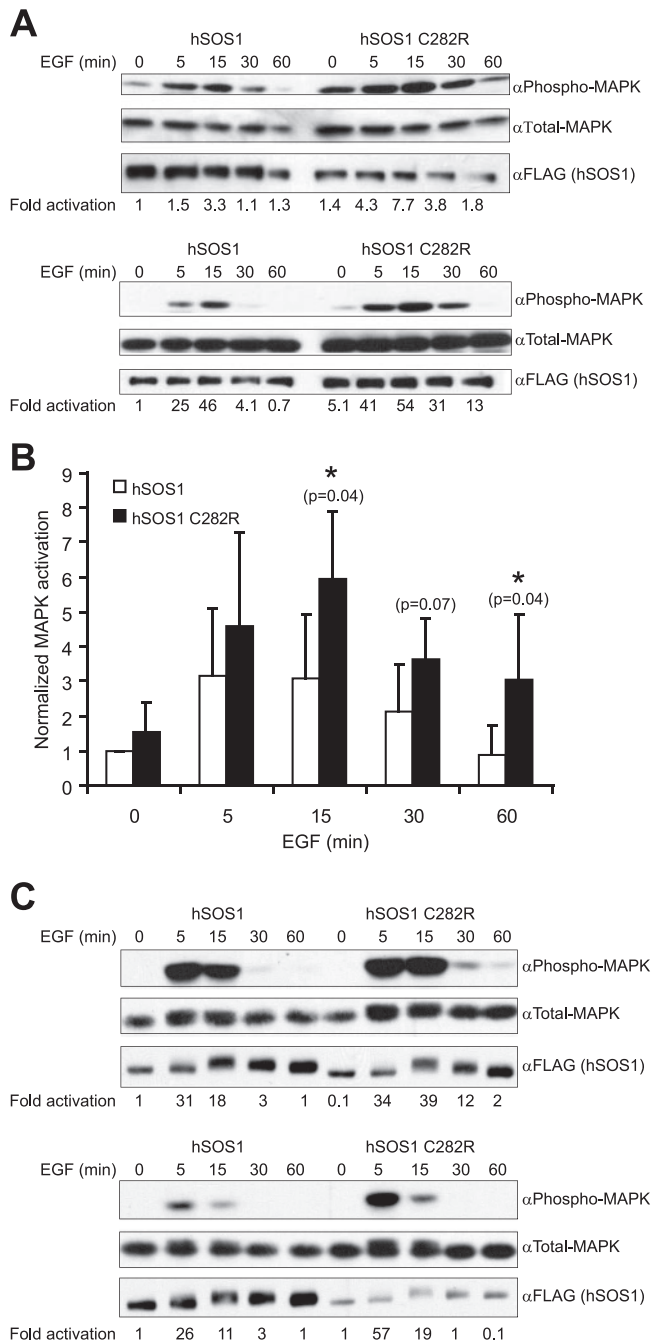 A
hSOS1 hSOS1 C282R
EGF (min) 0 5 15 30 60 0 5 15 30 60
αPhospho-MAPK
αTotal-MAPK
αFLAG (hSOS1)
Fold activation 1 1.5 3.3 1.1 1.3 1.4 4.3 7.7 3.8 1.8
hSOS1 hSOS1 C282R
EGF (min) 0 5 15 30 60 0 5 15 30 60
αPhospho-MAPK
αTotal-MAPK
αFLAG (hSOS1)
Fold activation 1 25 46 4.1 0.7 5.1 41 54 31 13
B
Normalized MAPK activation
9
8
7
6
5
4
3
2
1
0
hSOS1
hSOS1 C282R
*
(p=0.04)
(p=0.07)
*
(p=0.04)
0 5 15 30 60
EGF (min)
C
hSOS1 hSOS1 C282R
EGF (min) 0 5 15 30 60 0 5 15 30 60
αPhospho-MAPK
αTotal-MAPK
αFLAG (hSOS1)
Fold activation 1 31 18 3 1 0.1 34 39 12 2
hSOS1 hSOS1 C282R
EGF (min) 0 5 15 30 60 0 5 15 30 60
αPhospho-MAPK
αTotal-MAPK
αFLAG (hSOS1)
Fold activation 1 26 11 3 1 1 57 19 1 0.1